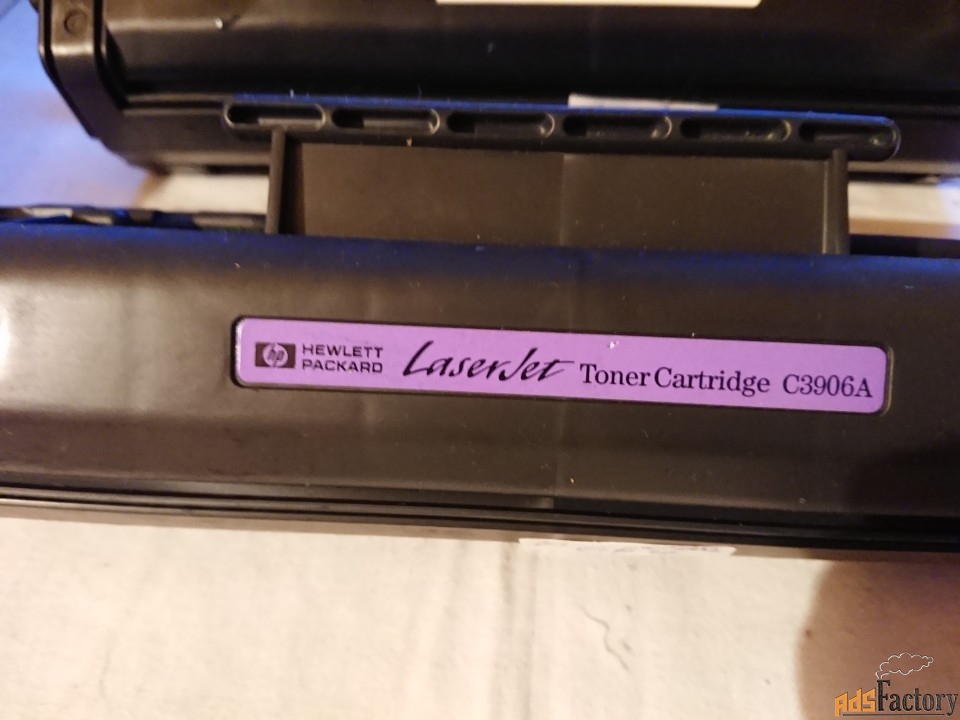 hp HEWLETT PACKARD LaserJet Toner Cartridge C3906A
AdsFactory